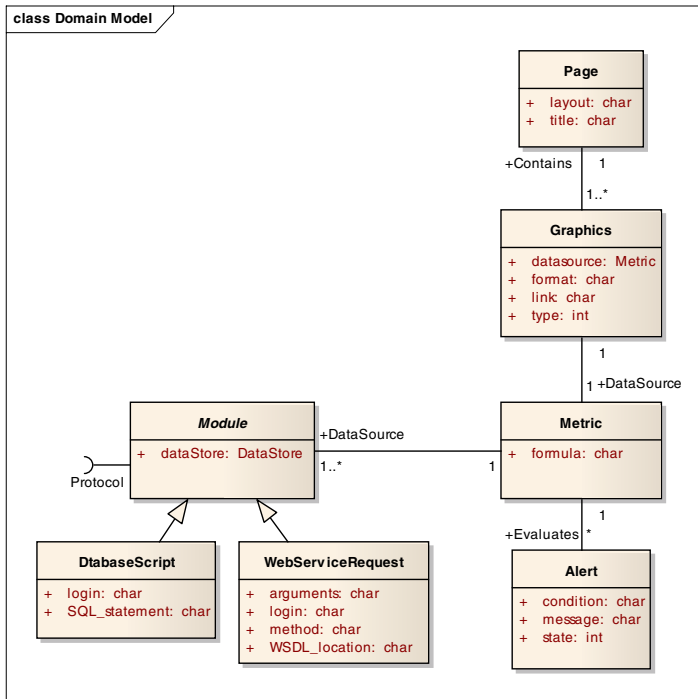 class Domain Model
Page
+ layout: char
+ title: char
+Contains 1
1..*
Graphics
+ datasource: Metric
+ format: char
+ link: char
+ type: int
1
1 +DataSource
Module
+ dataStore: DataStore
Protocol
+DataSource
1..* 1
Metric
+ formula: char
1
+Evaluates *
DtabaseScript
+ login: char
+ SQL_statement: char
WebServiceRequest
+ arguments: char
+ login: char
+ method: char
+ WSDL_location: char
Alert
+ condition: char
+ message: char
+ state: int